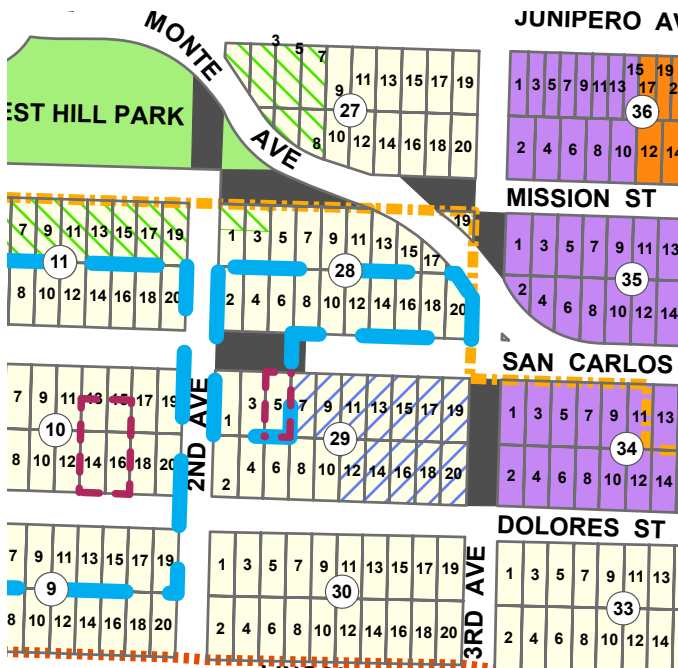 JUNIPERO AV
MONTE
AVE
EST HILL PARK
3 5 7
9 11 13 15 17 19
27
8 10 12 14 16 18 20
1 3 5 7 9 11 13 15 17 19
36
2 4 6 8 10 12 14
MISSION ST
7 9 11 13 15 17 19
11
8 10 12 14 16 18 20
1 3 5 7 9 11 13 15 17 19
28
2 4 6 8 10 12 14 16 18 20
1 3 5 7 9 11 13
35
2 4 6 8 10 12 14
SAN CARLOS
7 9 11 13 15 17 19
10
8 10 12 14 16 18 20
2ND AVE
1 3 5 7 9 11 13 15 17 19
29
2 4 6 8 10 12 14 16 18 20
1 3 5 7 9 11 13
34
2 4 6 8 10 12 14
DOLORES ST
7 9 11 13 15 17 19
9
8 10 12 14 16 18 20
1 3 5 7 9 11 13 15 17 19
30
2 4 6 8 10 12 14 16 18 20
3RD AVE
1 3 5 7 9 11 13
33
2 4 6 8 10 12 14